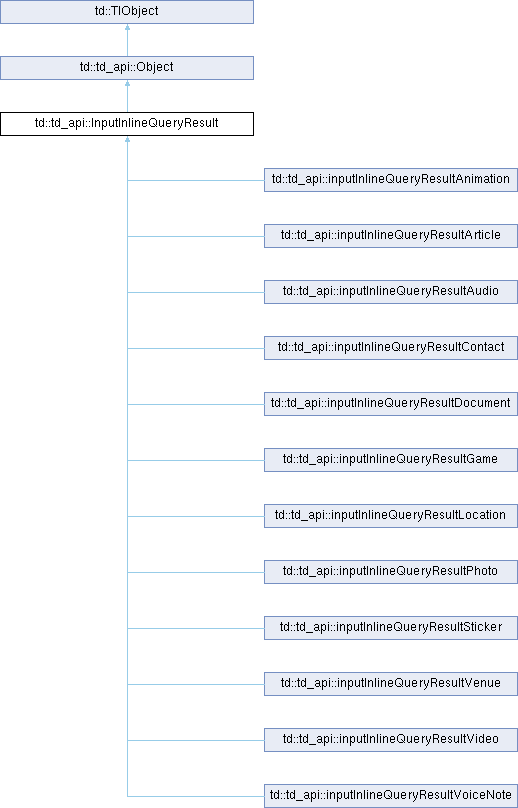 td::TlObject
td::td_api::Object
td::td_api::InputInlineQueryResult
td::td_api::inputInlineQueryResultAnimation
td::td_api::inputInlineQueryResultArticle
td::td_api::inputInlineQueryResultAudio
td::td_api::inputInlineQueryResultContact
td::td_api::inputInlineQueryResultDocument
td::td_api::inputInlineQueryResultGame
td::td_api::inputInlineQueryResultLocation
td::td_api::inputInlineQueryResultPhoto
td::td_api::inputInlineQueryResultSticker
td::td_api::inputInlineQueryResultVenue
td::td_api::inputInlineQueryResultVideo
td::td_api::inputInlineQueryResultVoiceNote